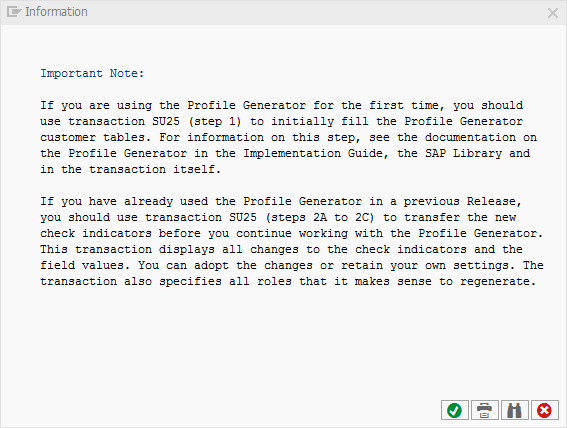 Information
Important Note:
If you are using the Profile Generator for the first time, you should
use transaction SU25 (step 1) to initially fill the Profile Generator
customer tables. For information on this step, see the documentation on
the Profile Generator in the Implementation Guide, the SAP Library and
in the transaction itself.
If you have already used the Profile Generator in a previous Release,
you should use transaction SU25 (steps 2A to 2C) to transfer the new
check indicators before you continue working with the Profile Generator.
This transaction displays all changes to the check indicators and the
field values. You can adopt the changes or retain your own settings. The
transaction also specifies all roles that it makes sense to regenerate.